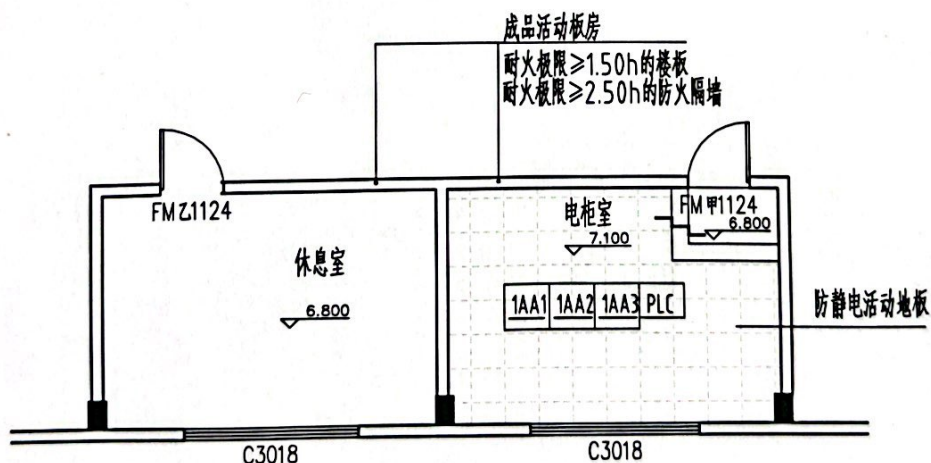 成品活动板房
耐火极限≥1.50h的楼板
耐火极限≥2.50h的防火隔墙
FM乙1124
电柜室
FM甲1124
7.100
6.800
休息室
6.800
1AA1 1AA2 1AA3 PLC
防静电活动地板
C3018
C3018